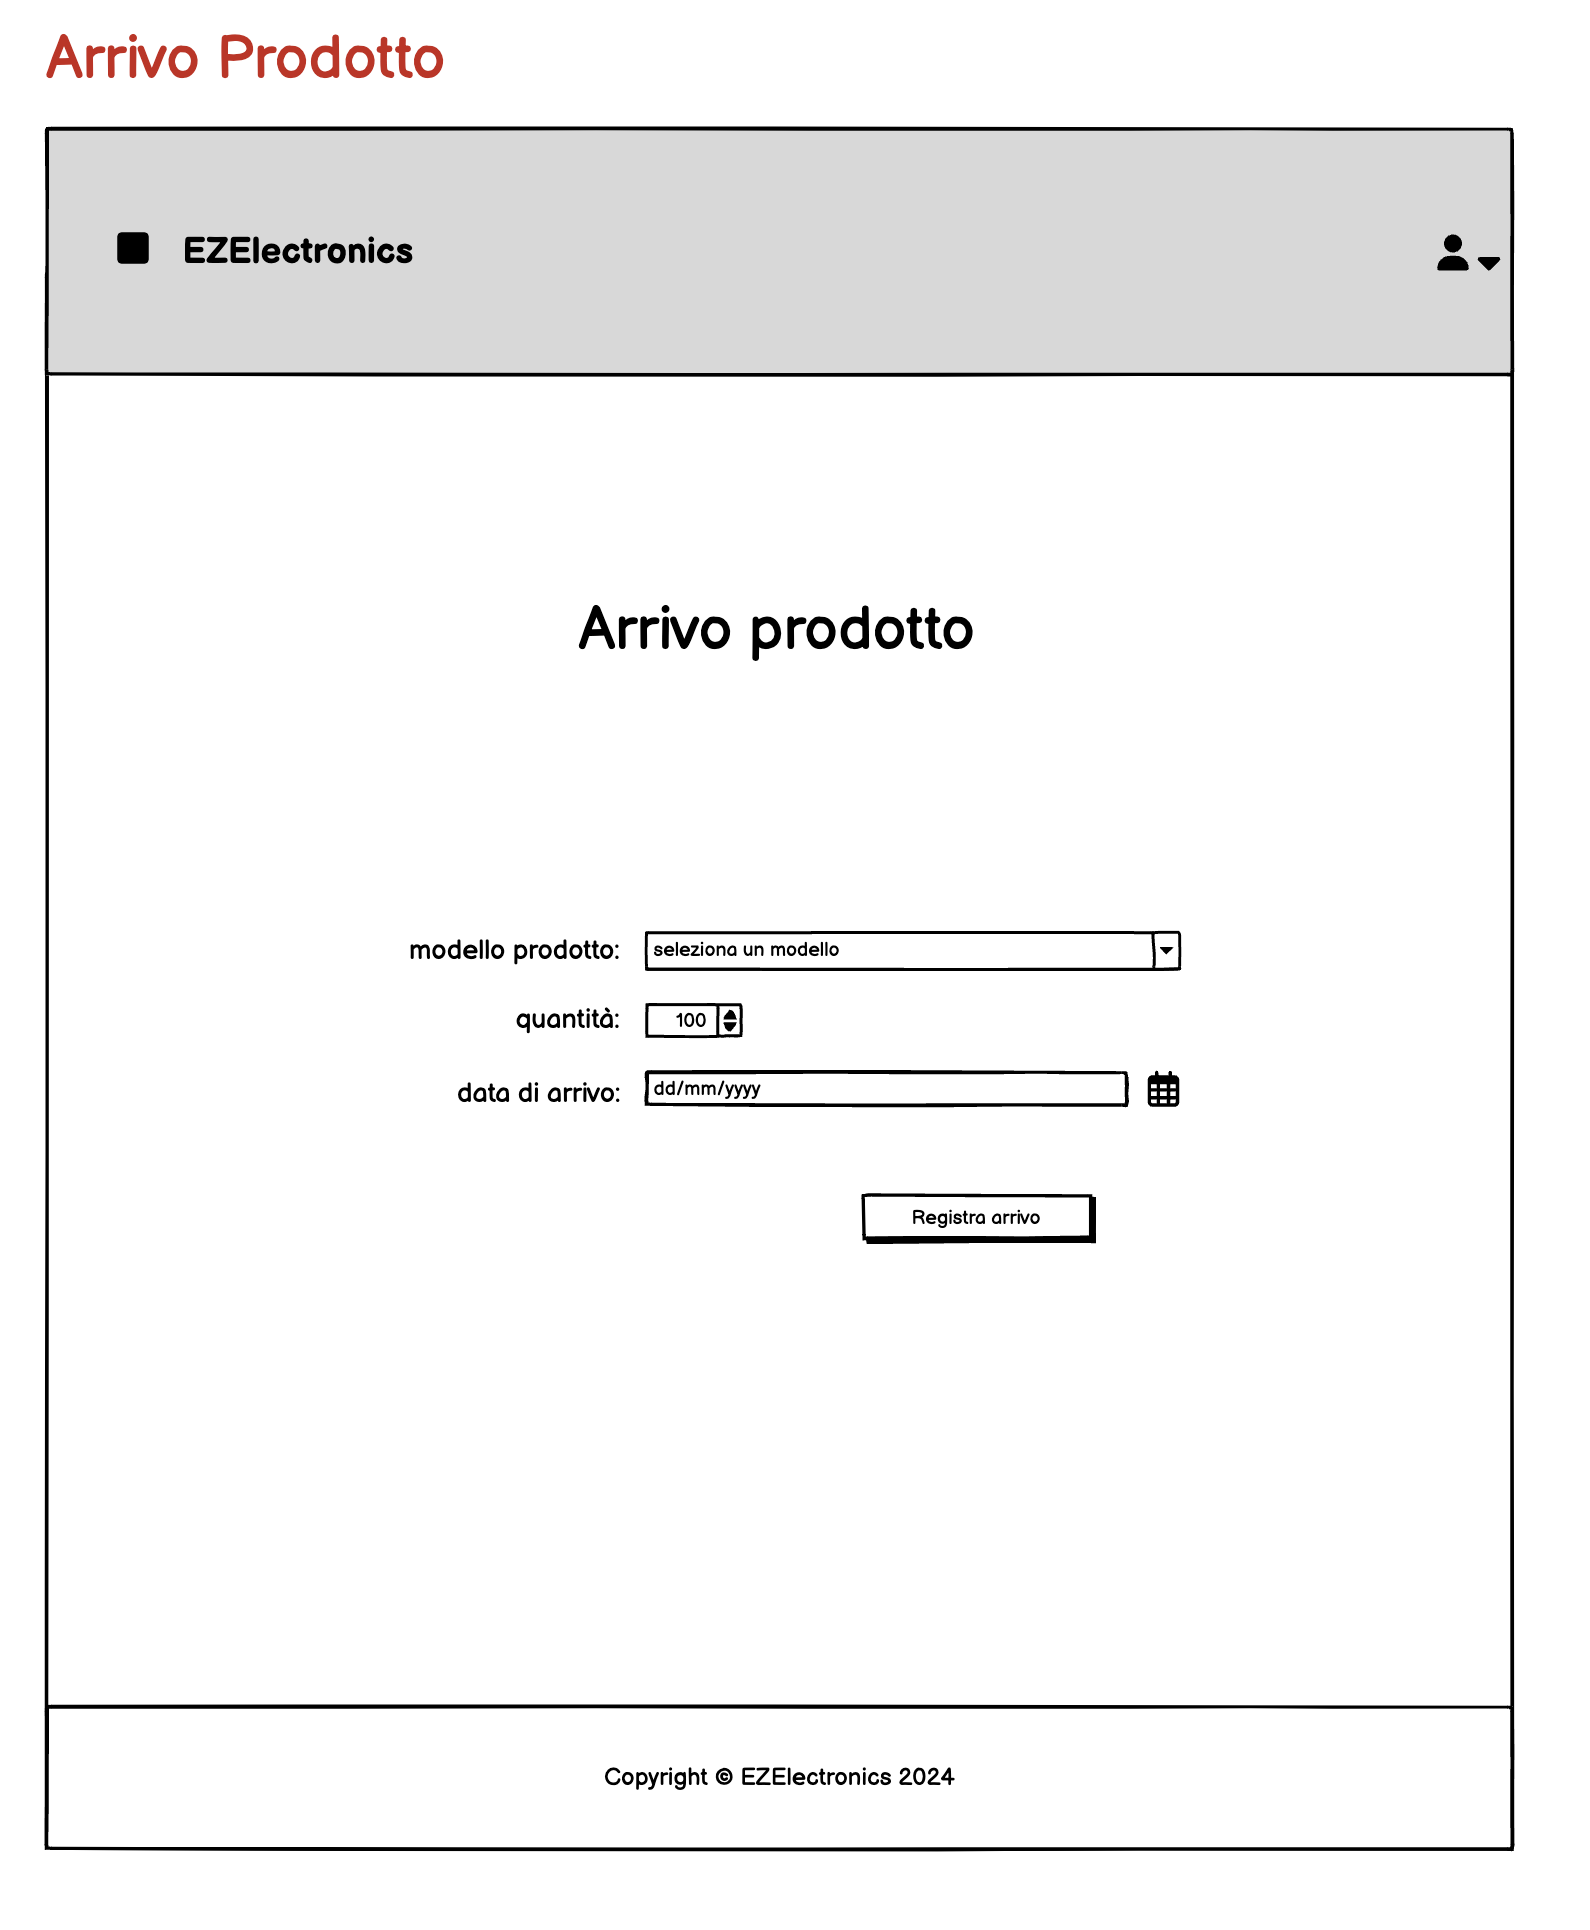 Arrivo Prodotto
EZElectronics
Arrivo prodotto
modello prodotto: seleziona un modello
quantità: 100
data di arrivo: dd/mm/yyyy
Registra arrivo
Copyright © EZElectronics 2024